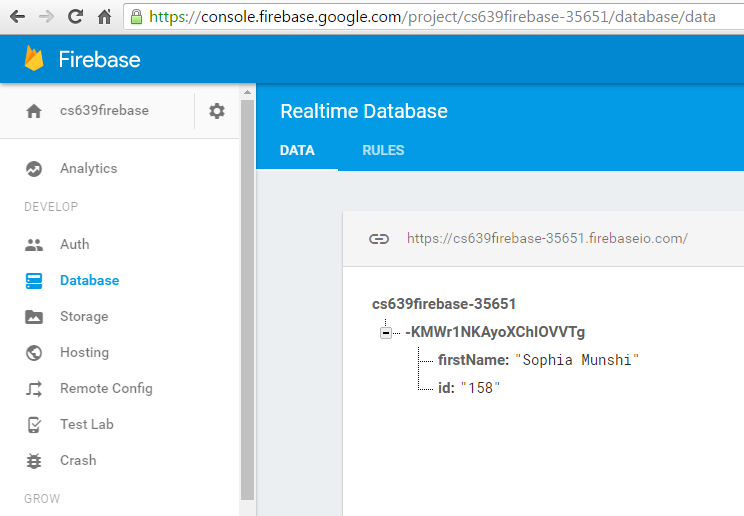 https://console.firebase.google.com/project/cs639firebase-35651/database/data
Firebase
cs639firebase
Realtime Database
DATA RULES
Analytics
DEVELOP
Auth
Database
Storage
Hosting
Remote Config
Test Lab
Crash
GROW
https://cs639firebase-35651.firebaseio.com/
cs639firebase-35651
-KMWr1NKAyoXChIOVVTg
firstName: "Sophia Munshi"
id: "158"